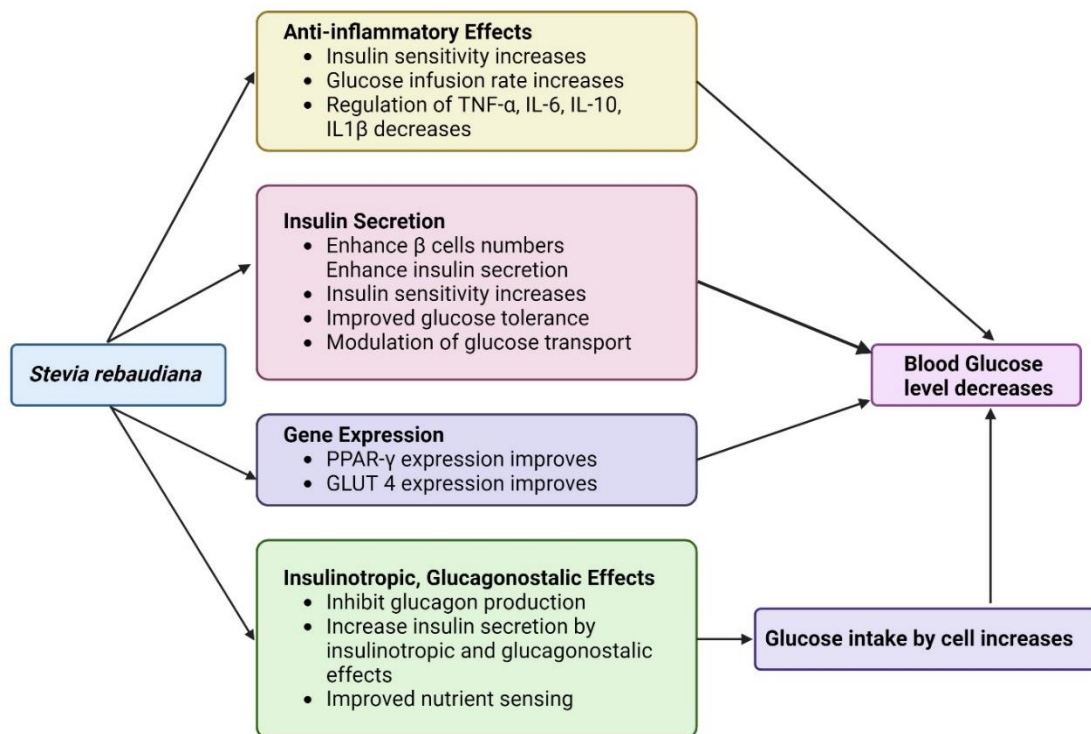 Anti-inflammatory Effects
• Insulin sensitivity increases
• Glucose infusion rate increases
• Regulation of TNF-α, IL-6, IL-10,
IL1β decreases
Insulin Secretion
• Enhance β cells numbers
Enhance insulin secretion
• Insulin sensitivity increases
• Improved glucose tolerance
• Modulation of glucose transport
Stevia rebaudiana
Blood Glucose
level decreases
Gene Expression
• PPAR-γ expression improves
• GLUT 4 expression improves
Insulinotropic, Glucagonostalic Effects
• Inhibit glucagon production
• Increase insulin secretion by
insulinotropic and glucagonostalic
effects
• Improved nutrient sensing
Glucose intake by cell increases